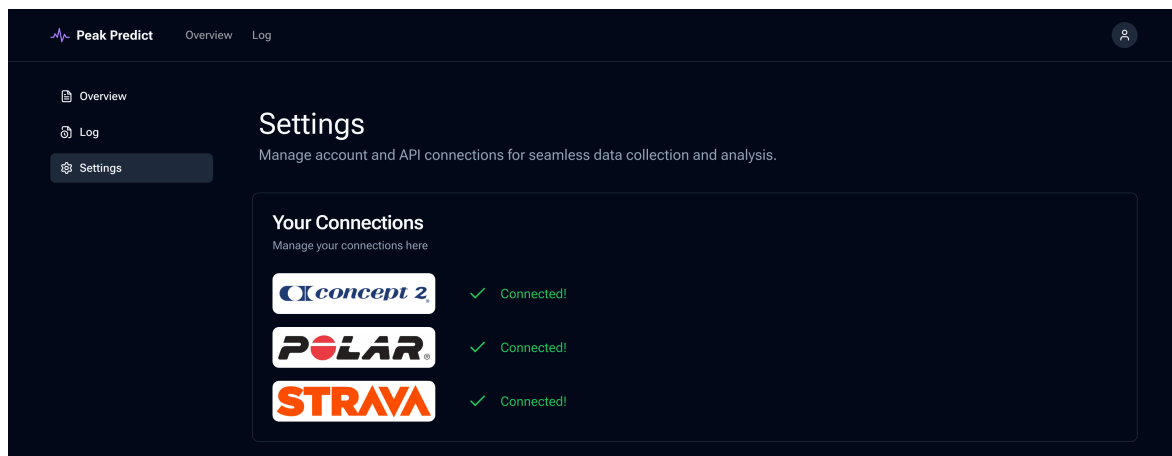 Peak Predict Overview Log
Overview
Log
Settings
Settings
Manage account and API connections for seamless data collection and analysis.
Your Connections
Manage your connections here
concept 2® Connected!
POLAR® Connected!
STRAVA Connected!